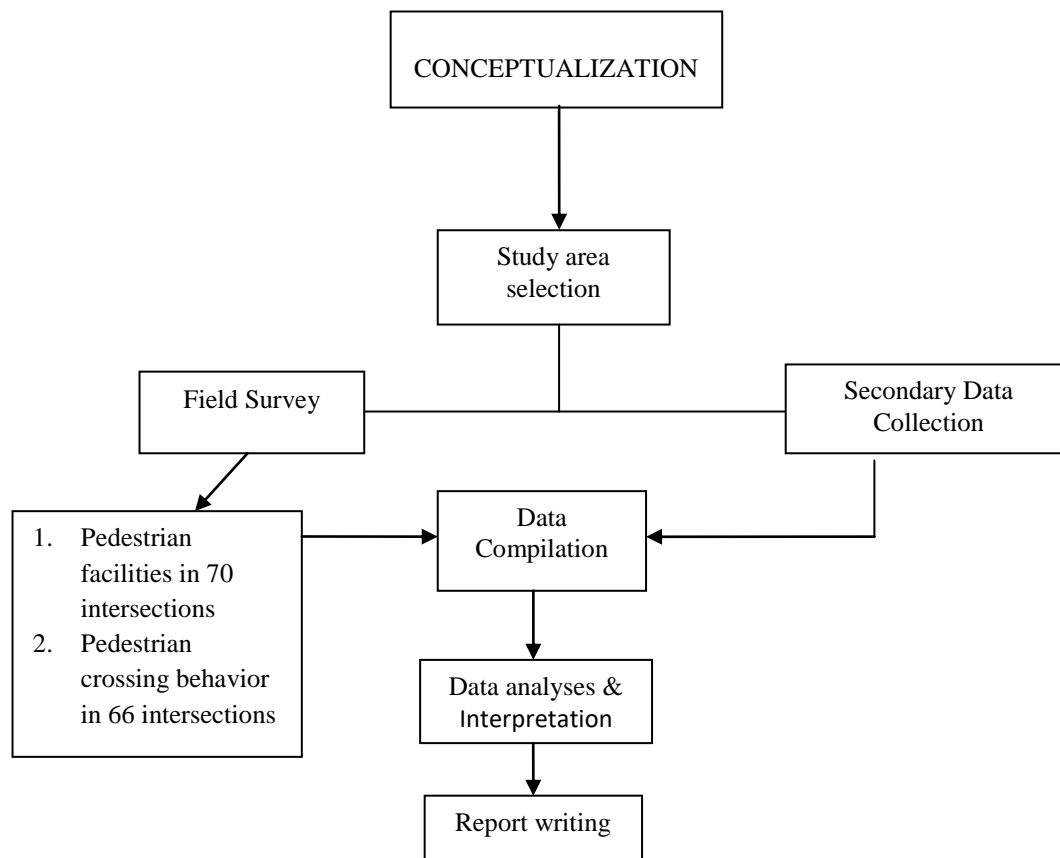 CONCEPTUALIZATION
Study area
selection
Field Survey
Secondary Data
Collection
1. Pedestrian
facilities in 70
intersections
2. Pedestrian
crossing behavior
in 66 intersections
Data
Compilation
Data analyses &
Interpretation
Report writing